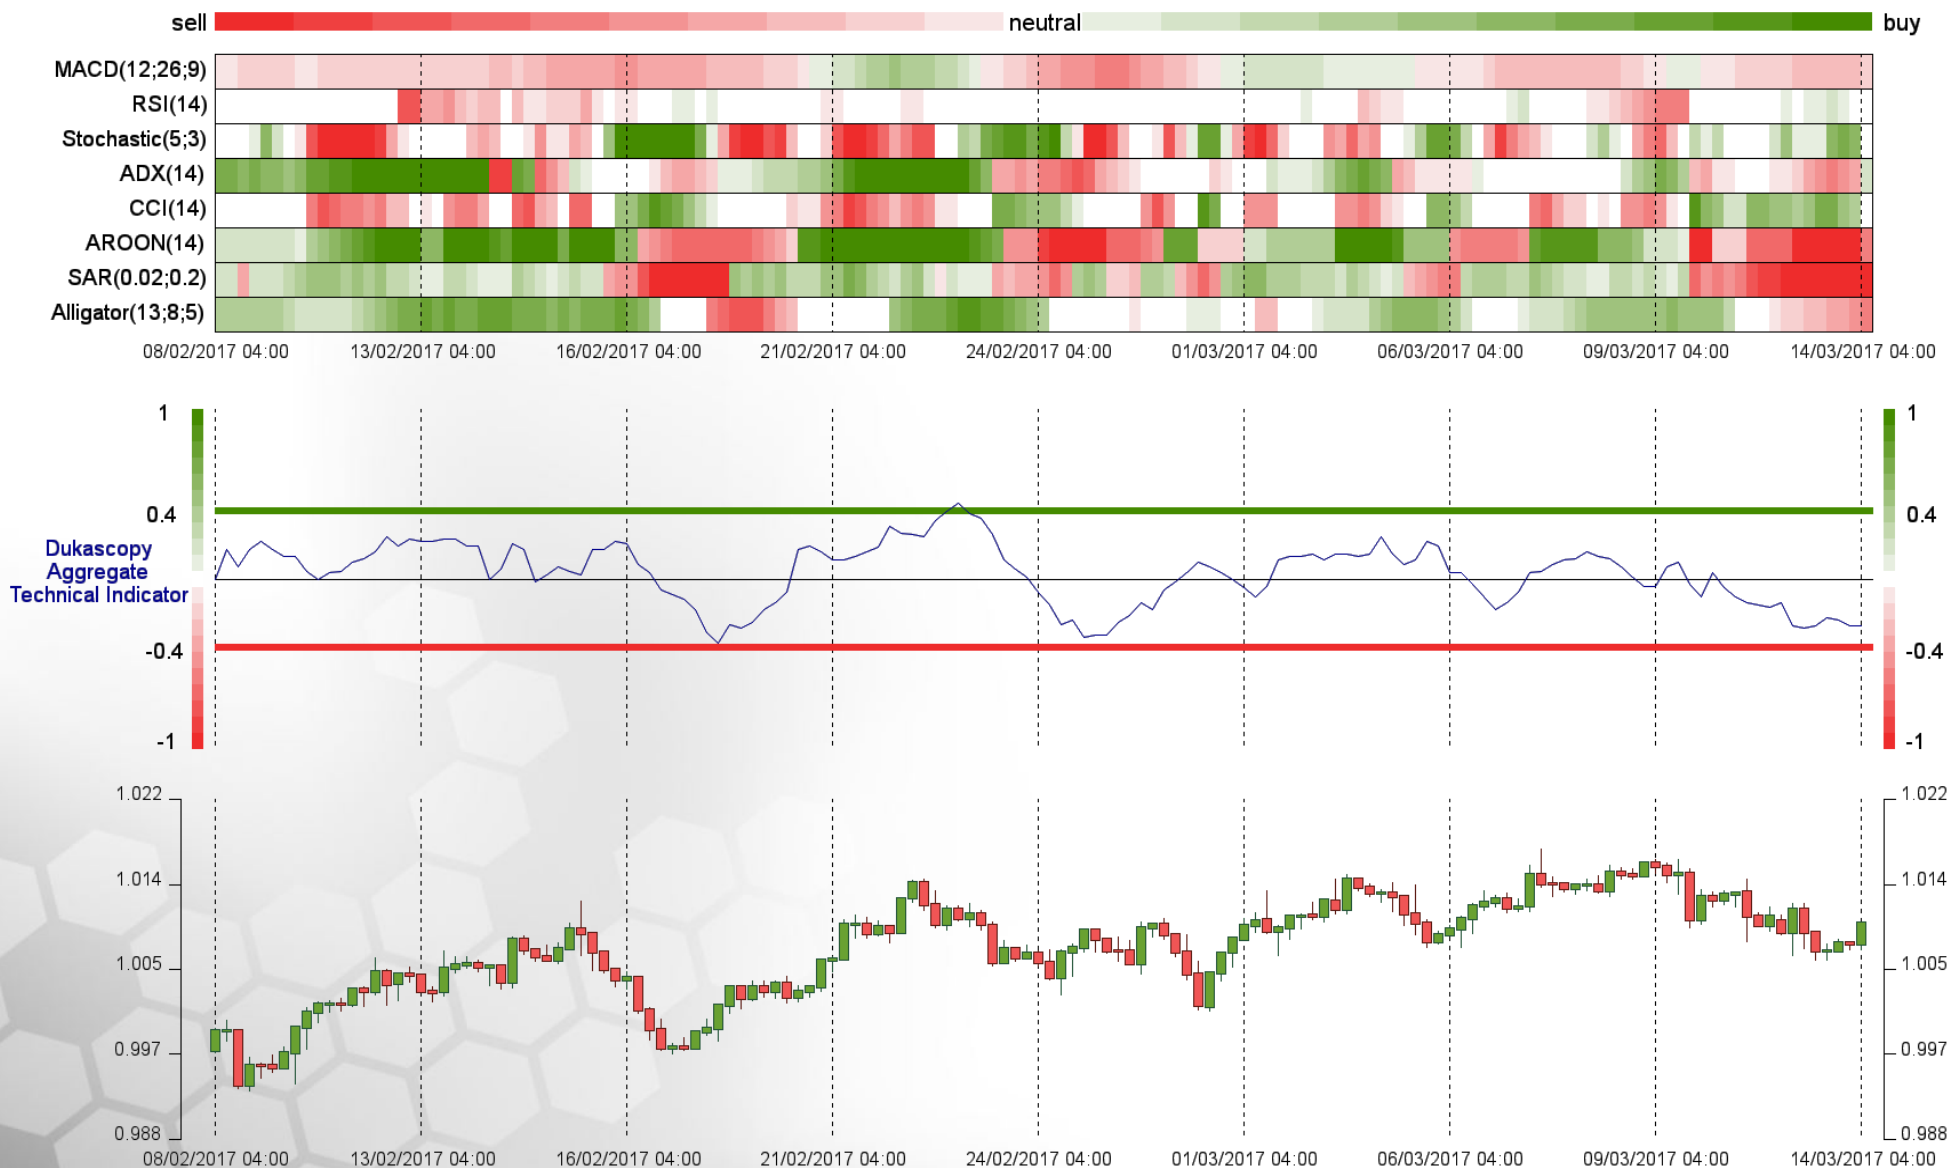 sell neutral buy
MACD(12;26;9)
RSI(14)
Stochastic(5;3)
ADX(14)
CCI(14)
AROON(14)
SAR(0.02;0.2)
Alligator(13;8;5)
08/02/2017 04:00 13/02/2017 04:00 16/02/2017 04:00 21/02/2017 04:00 24/02/2017 04:00 01/03/2017 04:00 06/03/2017 04:00 09/03/2017 04:00 14/03/2017 04:00
1 1
0.4 0.4
Dukascopy
Aggregate
Technical Indicator
-0.4 -0.4
-1 -1
1.022 1.022
1.014 1.014
1.005 1.005
0.997 0.997
0.988 0.988
08/02/2017 04:00 13/02/2017 04:00 16/02/2017 04:00 21/02/2017 04:00 24/02/2017 04:00 01/03/2017 04:00 06/03/2017 04:00 09/03/2017 04:00 14/03/2017 04:00